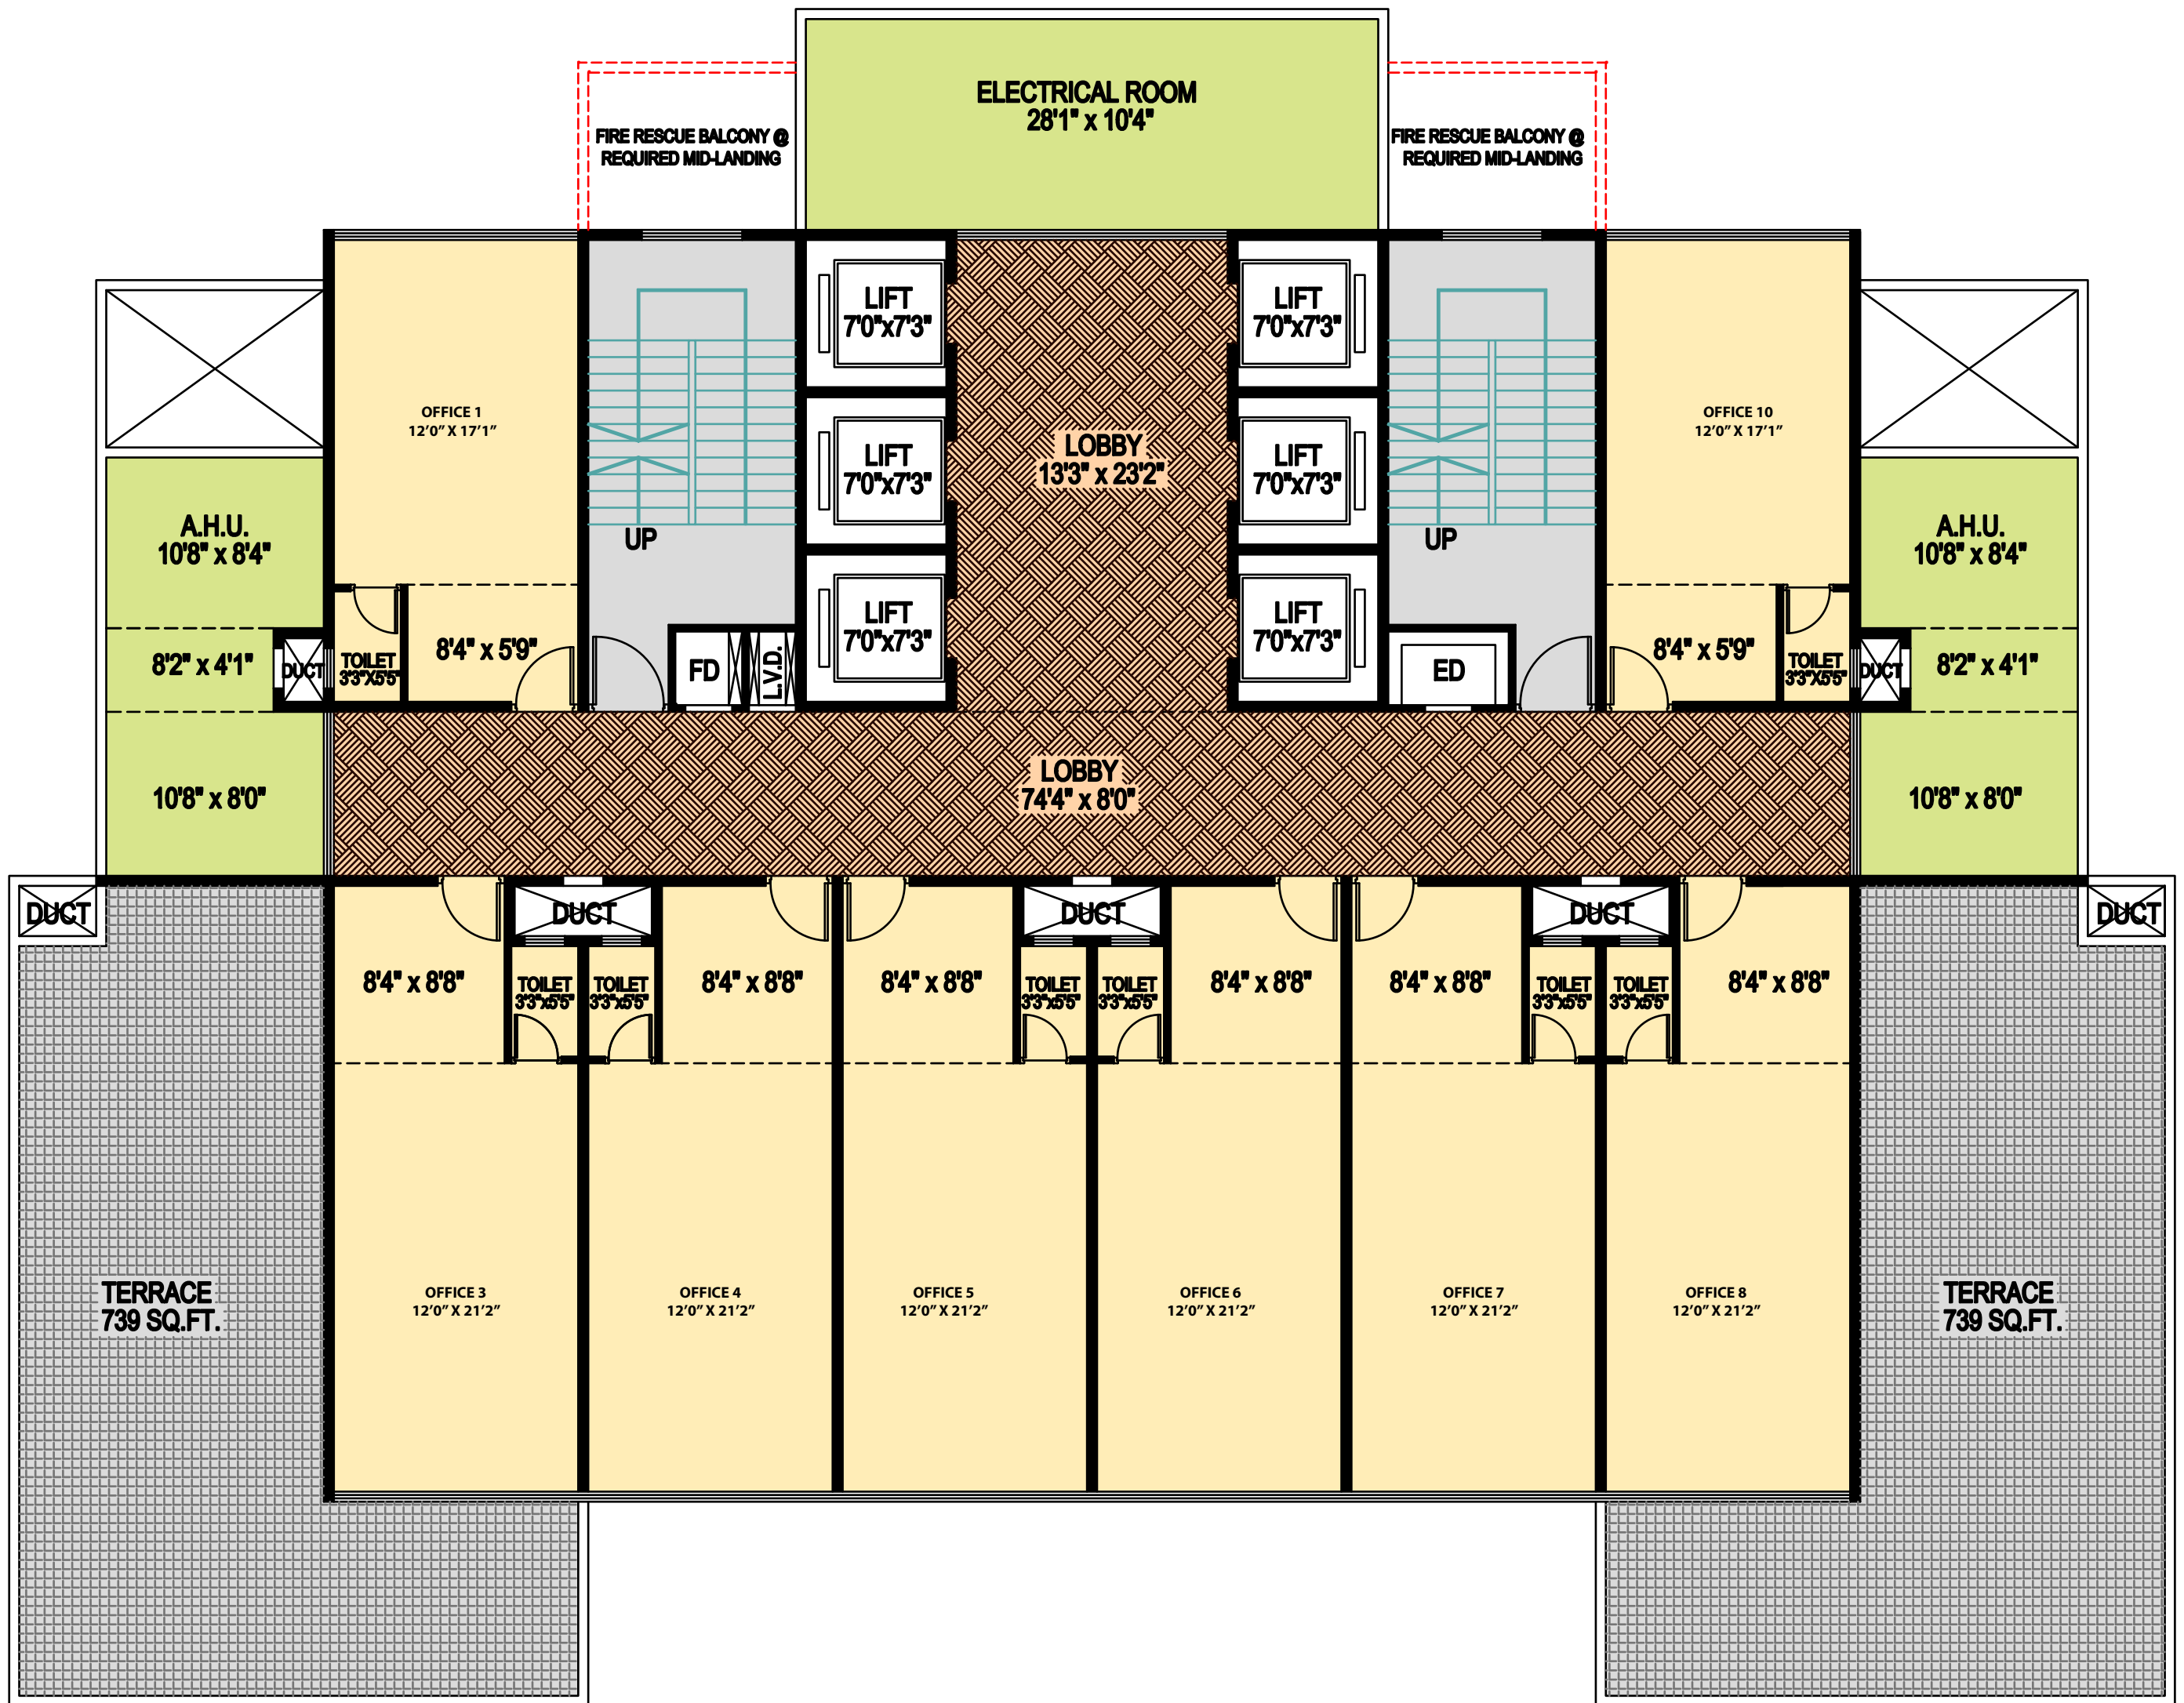 ELECTRICAL ROOM
28'1" x 10'4"
FIRE RESCUE BALCONY @
REQUIRED MID-LANDING
FIRE RESCUE BALCONY @
REQUIRED MID-LANDING
LIFT
7'0"x7'3"
LIFT
7'0"x7'3"
OFFICE 1
12'0" X 17'1"
OFFICE 10
12'0" X 17'1"
LIFT
7'0"x7'3"
LOBBY
13'3" x 23'2"
LIFT
7'0"x7'3"
A.H.U.
10'8" x 8'4"
UP
UP
A.H.U.
10'8" x 8'4"
LIFT
7'0"x7'3"
LIFT
7'0"x7'3"
8'2" x 4'1"
DUCT
TOILET
3'3"X5'5"
8'4" x 5'9"
FD
L.V.D.
ED
8'4" x 5'9"
TOILET
3'3"X5'5"
DUCT
8'2" x 4'1"
10'8" x 8'0"
LOBBY
74'4" x 8'0"
10'8" x 8'0"
DUCT
DUCT
DUCT
DUCT
DUCT
8'4" x 8'8"
TOILET
3'3"x5'5"
TOILET
3'3"x5'5"
8'4" x 8'8"
8'4" x 8'8"
TOILET
3'3"x5'5"
TOILET
3'3"x5'5"
8'4" x 8'8"
8'4" x 8'8"
TOILET
3'3"x5'5"
TOILET
3'3"x5'5"
8'4" x 8'8"
TERRACE
739 SQ.FT.
OFFICE 3
12'0" X 21'2"
OFFICE 4
12'0" X 21'2"
OFFICE 5
12'0" X 21'2"
OFFICE 6
12'0" X 21'2"
OFFICE 7
12'0" X 21'2"
OFFICE 8
12'0" X 21'2"
TERRACE
739 SQ.FT.